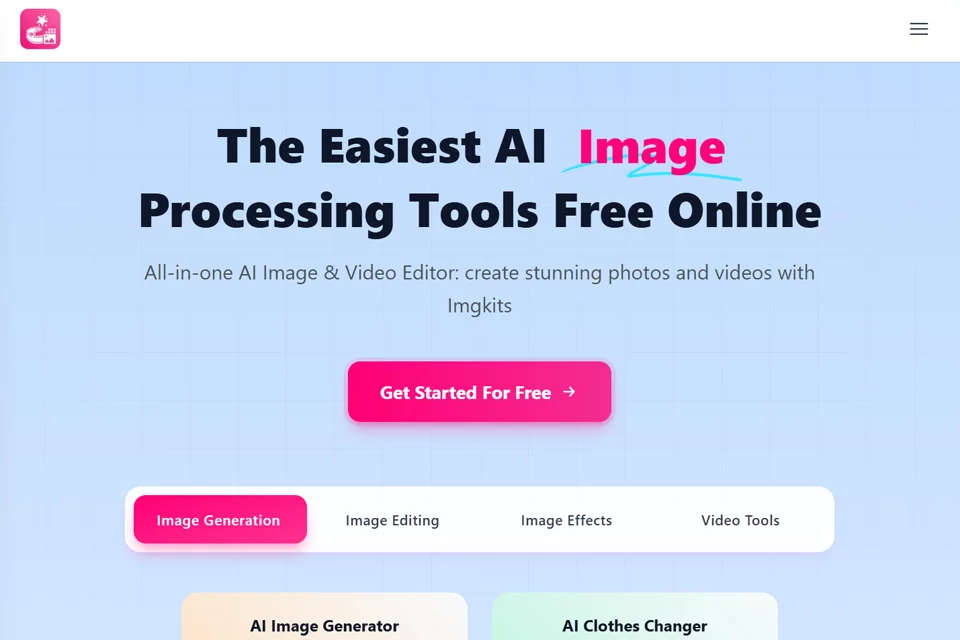 The Easiest AI Image
Processing Tools Free Online
All-in-one AI Image & Video Editor: create stunning photos and videos with
Imgkits
Get Started For Free →
Image Generation
Image Editing
Image Effects
Video Tools
AI Image Generator
AI Clothes Changer